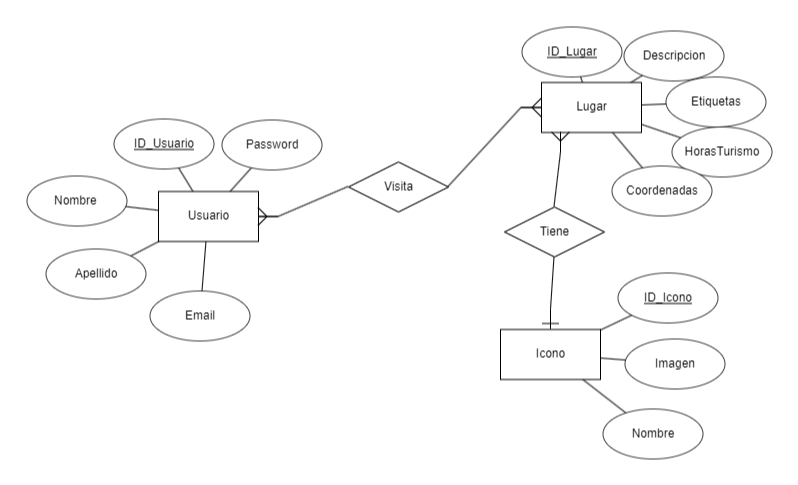 ID_Lugar
Descripcion
Lugar
Etiquetas
HorasTurismo
Coordenadas
ID_Usuario
Password
Nombre
Usuario
Visita
Apellido
Email
Tiene
ID_Icono
Icono
Imagen
Nombre